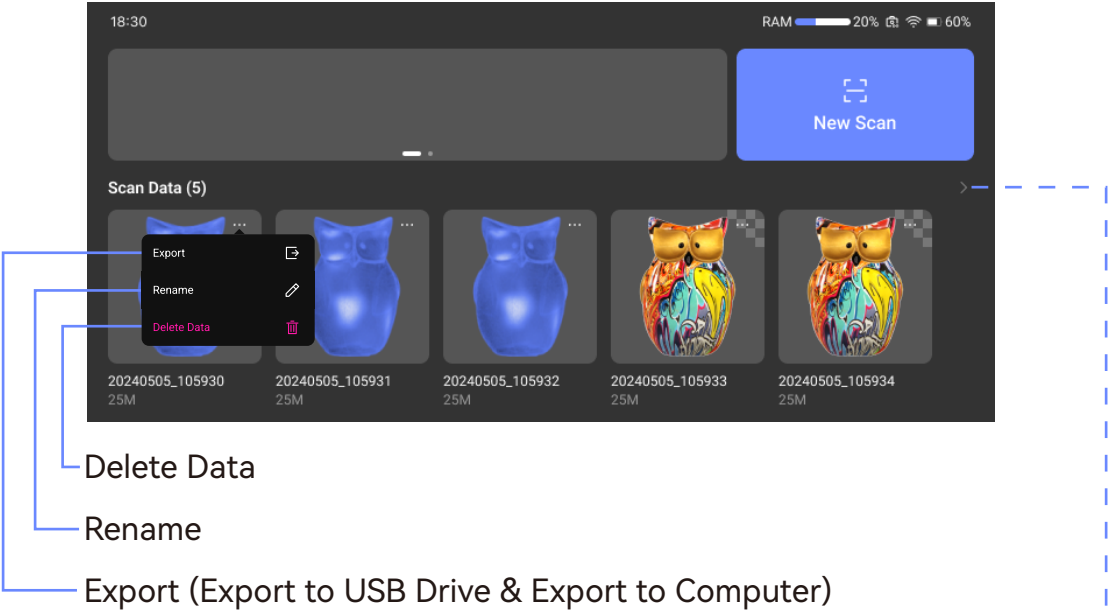 18:30
RAM 20% 60%
New Scan
Scan Data (5)
Export
Rename
Delete Data
20240505_105930
25M
20240505_105931
25M
20240505_105932
25M
20240505_105933
25M
20240505_105934
25M
Delete Data
Rename
Export (Export to USB Drive & Export to Computer)